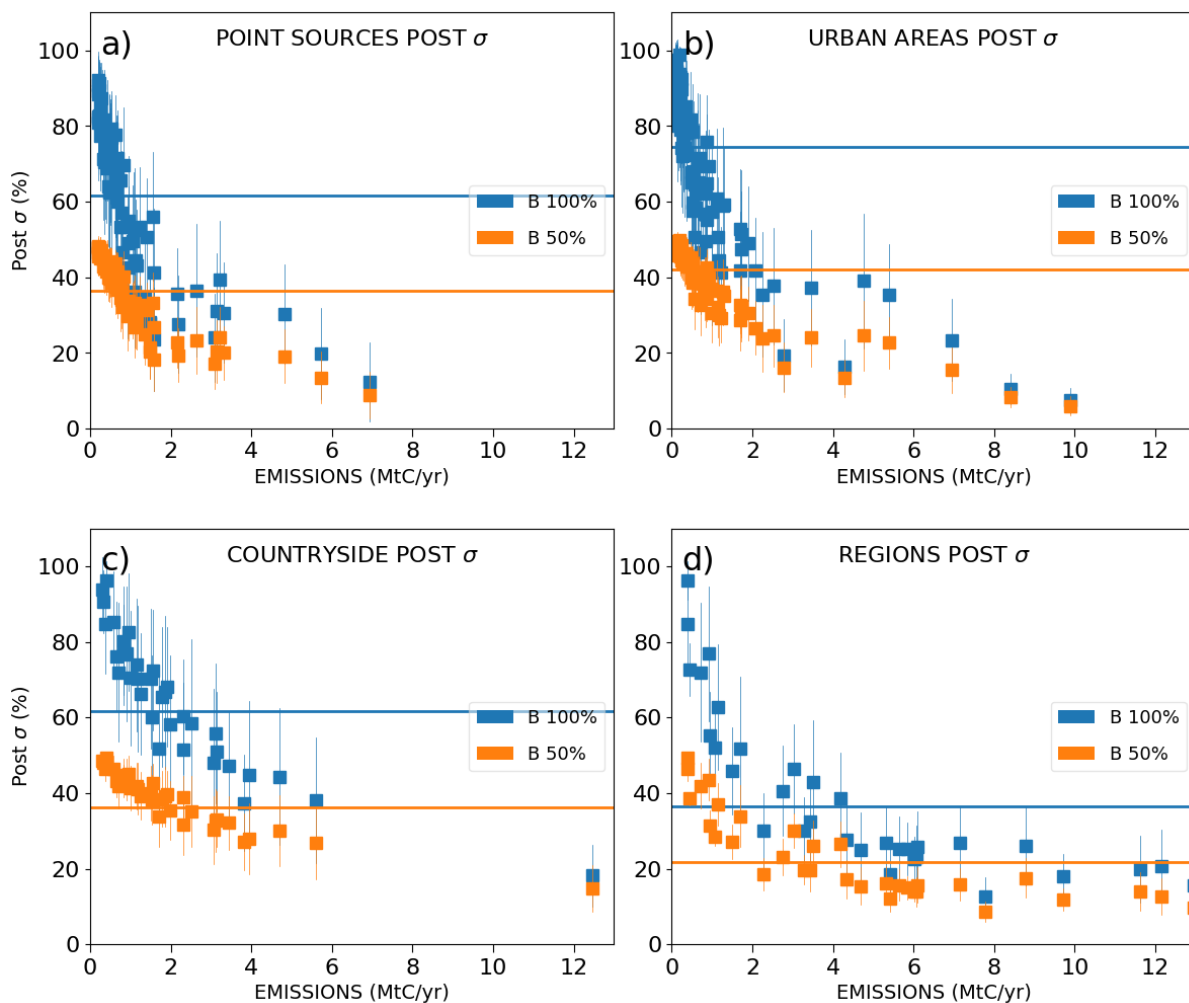 a) POINT SOURCES POST σ
100
80
60
40
20
0
Post σ (%)
B 100%
B 50%
0 2 4 6 8 10 12
EMISSIONS (MtC/yr)
b) URBAN AREAS POST σ
100
80
60
40
20
0
B 100%
B 50%
0 2 4 6 8 10 12
EMISSIONS (MtC/yr)
c) COUNTRYSIDE POST σ
100
80
60
40
20
0
Post σ (%)
B 100%
B 50%
0 2 4 6 8 10 12
EMISSIONS (MtC/yr)
d) REGIONS POST σ
100
80
60
40
20
0
B 100%
B 50%
0 2 4 6 8 10 12
EMISSIONS (MtC/yr)